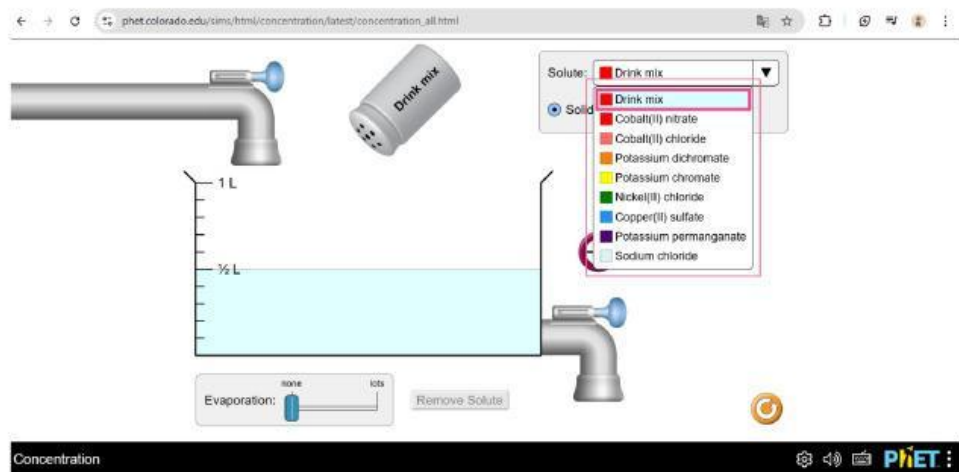 phet.colorado.edu/sims/html/concentration/latest/concentration_all.html
Drink mix
Solute: Drink mix
Solid
Drink mix
Cobalt(II) nitrate
Cobalt(II) chloride
Potassium dichromate
Potassium chromate
Nickel(II) chloride
Copper(II) sulfate
Potassium permanganate
Sodium chloride
1 L
½ L
none lots
Evaporation:
Remove Solute
Concentration
PhET